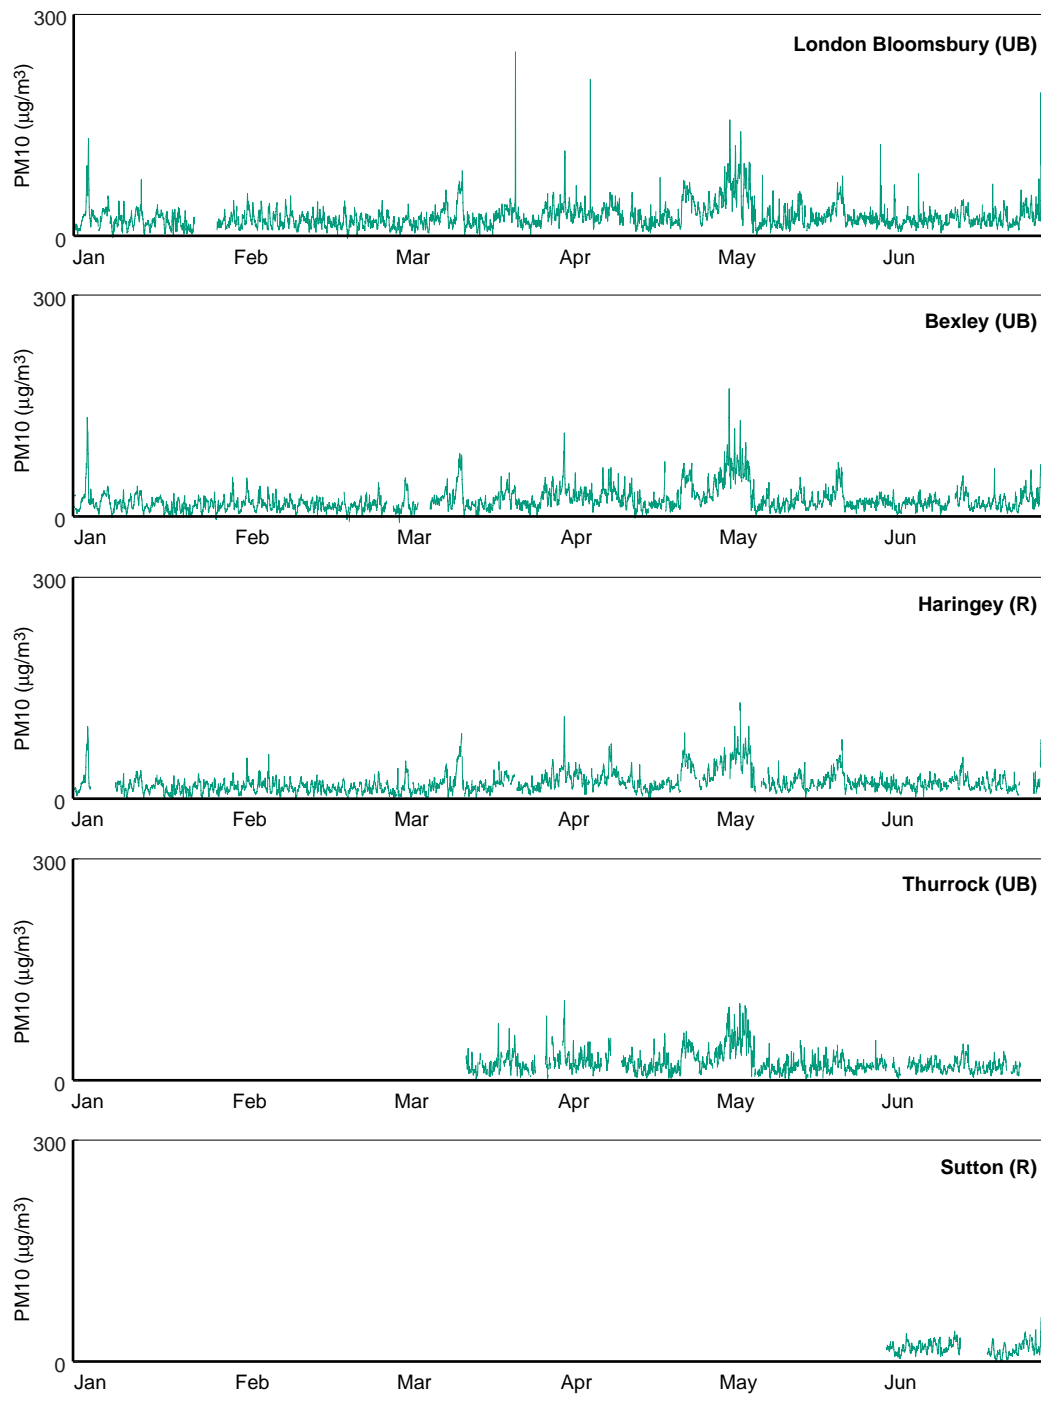 300
London Bloomsbury (UB)
PM10 (μg/m3)
0
Jan Feb Mar Apr May Jun
300
Bexley (UB)
PM10 (μg/m3)
0
Jan Feb Mar Apr May Jun
300
Haringey (R)
PM10 (μg/m3)
0
Jan Feb Mar Apr May Jun
300
Thurrock (UB)
PM10 (μg/m3)
0
Jan Feb Mar Apr May Jun
300
Sutton (R)
PM10 (μg/m3)
0
Jan Feb Mar Apr May Jun